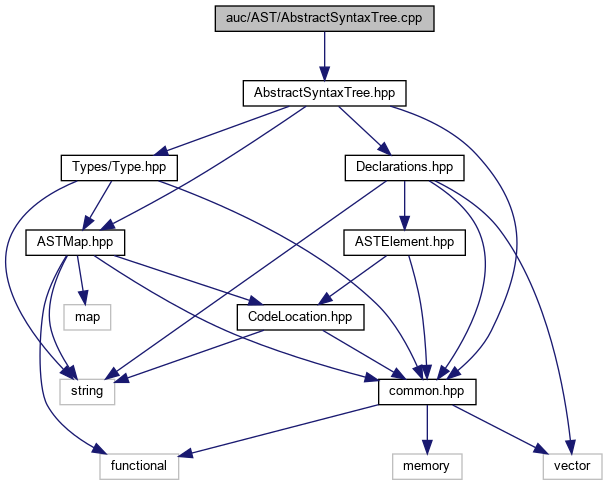 auc/AST/AbstractSyntaxTree.cpp
AbstractSyntaxTree.hpp
Types/Type.hpp
Declarations.hpp
ASTMap.hpp
ASTElement.hpp
map
CodeLocation.hpp
string
common.hpp
functional
memory
vector